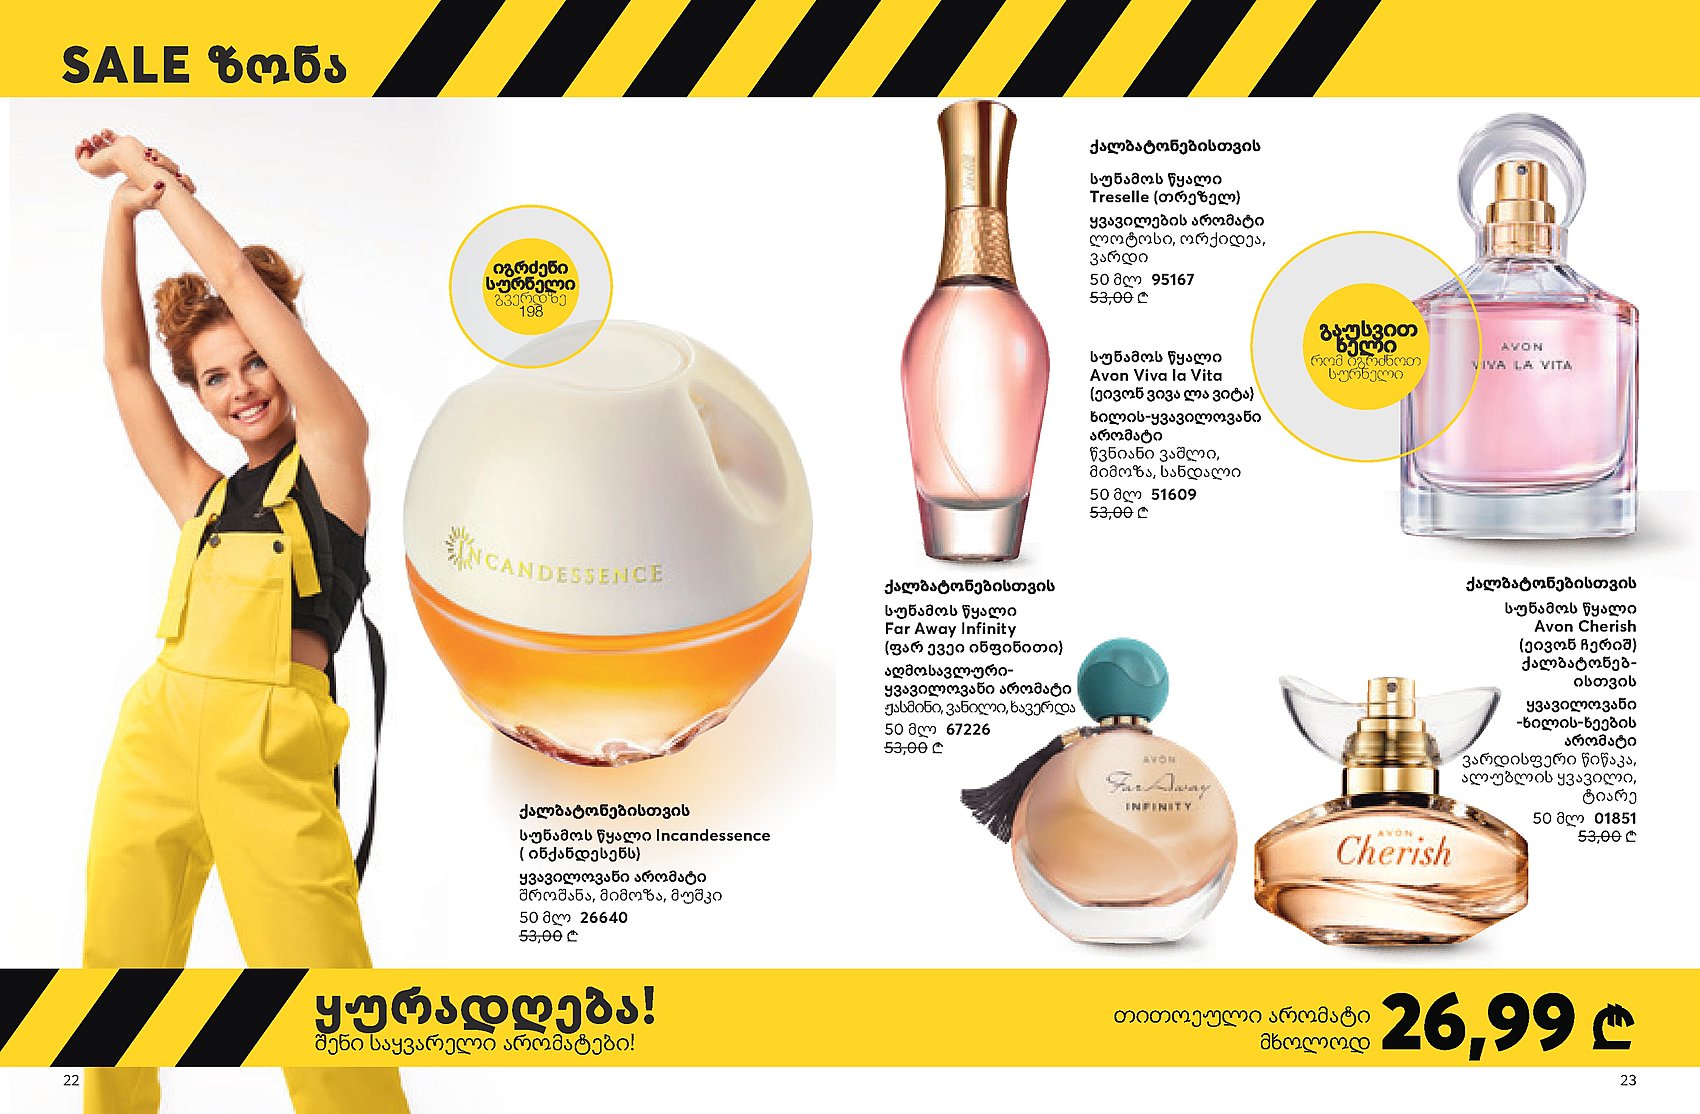 SALE ზონა
იგრძენი
სურნელი
გვერდზე
198
INCANDESSENCE
ქალბატონებისთვის
სუნამოს წყალი Incandessence
( ინქანდესენს)
ყვავილოვანი არომატი
შროშანა, მიმოზა, მუშკი
50 მლ 26640
53,00 ₾
ქალბატონებისთვის
სუნამოს წყალი
Treselle (თრეზელ)
ყვავილების არომატი
ლოტოსი, ორქიდეა,
ვარდი
50 მლ 95167
53,00 ₾
სუნამოს წყალი
Avon Viva la Vita
(ეივონ ვივა ლა ვიტა)
ხილის-ყვავილოვანი
არომატი
წვნიანი ვაშლი,
მიმოზა, სანდალი
50 მლ 51609
53,00 ₾
გაუსვით
ხელი
რომ იგრძნოთ
სურნელი
AVON
VIVA LA VITA
ქალბატონებისთვის
სუნამოს წყალი
Far Away Infinity
(ფარ ევეი ინფინითი)
აღმოსავლური-
ყვავილოვანი არომატი
ჟასმინი, ვანილი, ხავერდა
50 მლ 67226
53,00 ₾
AVON
Far Away
INFINITY
ქალბატონებისთვის
სუნამოს წყალი
Avon Cherish
(ეივონ ჩერიშ)
ქალბატონებ-
ისთვის
ყვავილოვანი
-ხილის-ხეების
არომატი
ვარდისფერი წიწაკა,
ალუბლის ყვავილი,
ტიარე
50 მლ 01851
53,00 ₾
AVON
Cherish
ყურადღება!
შენი საყვარელი არომატები!
თითოეული არომატი
მხოლოდ
26,99 ₾
22
23